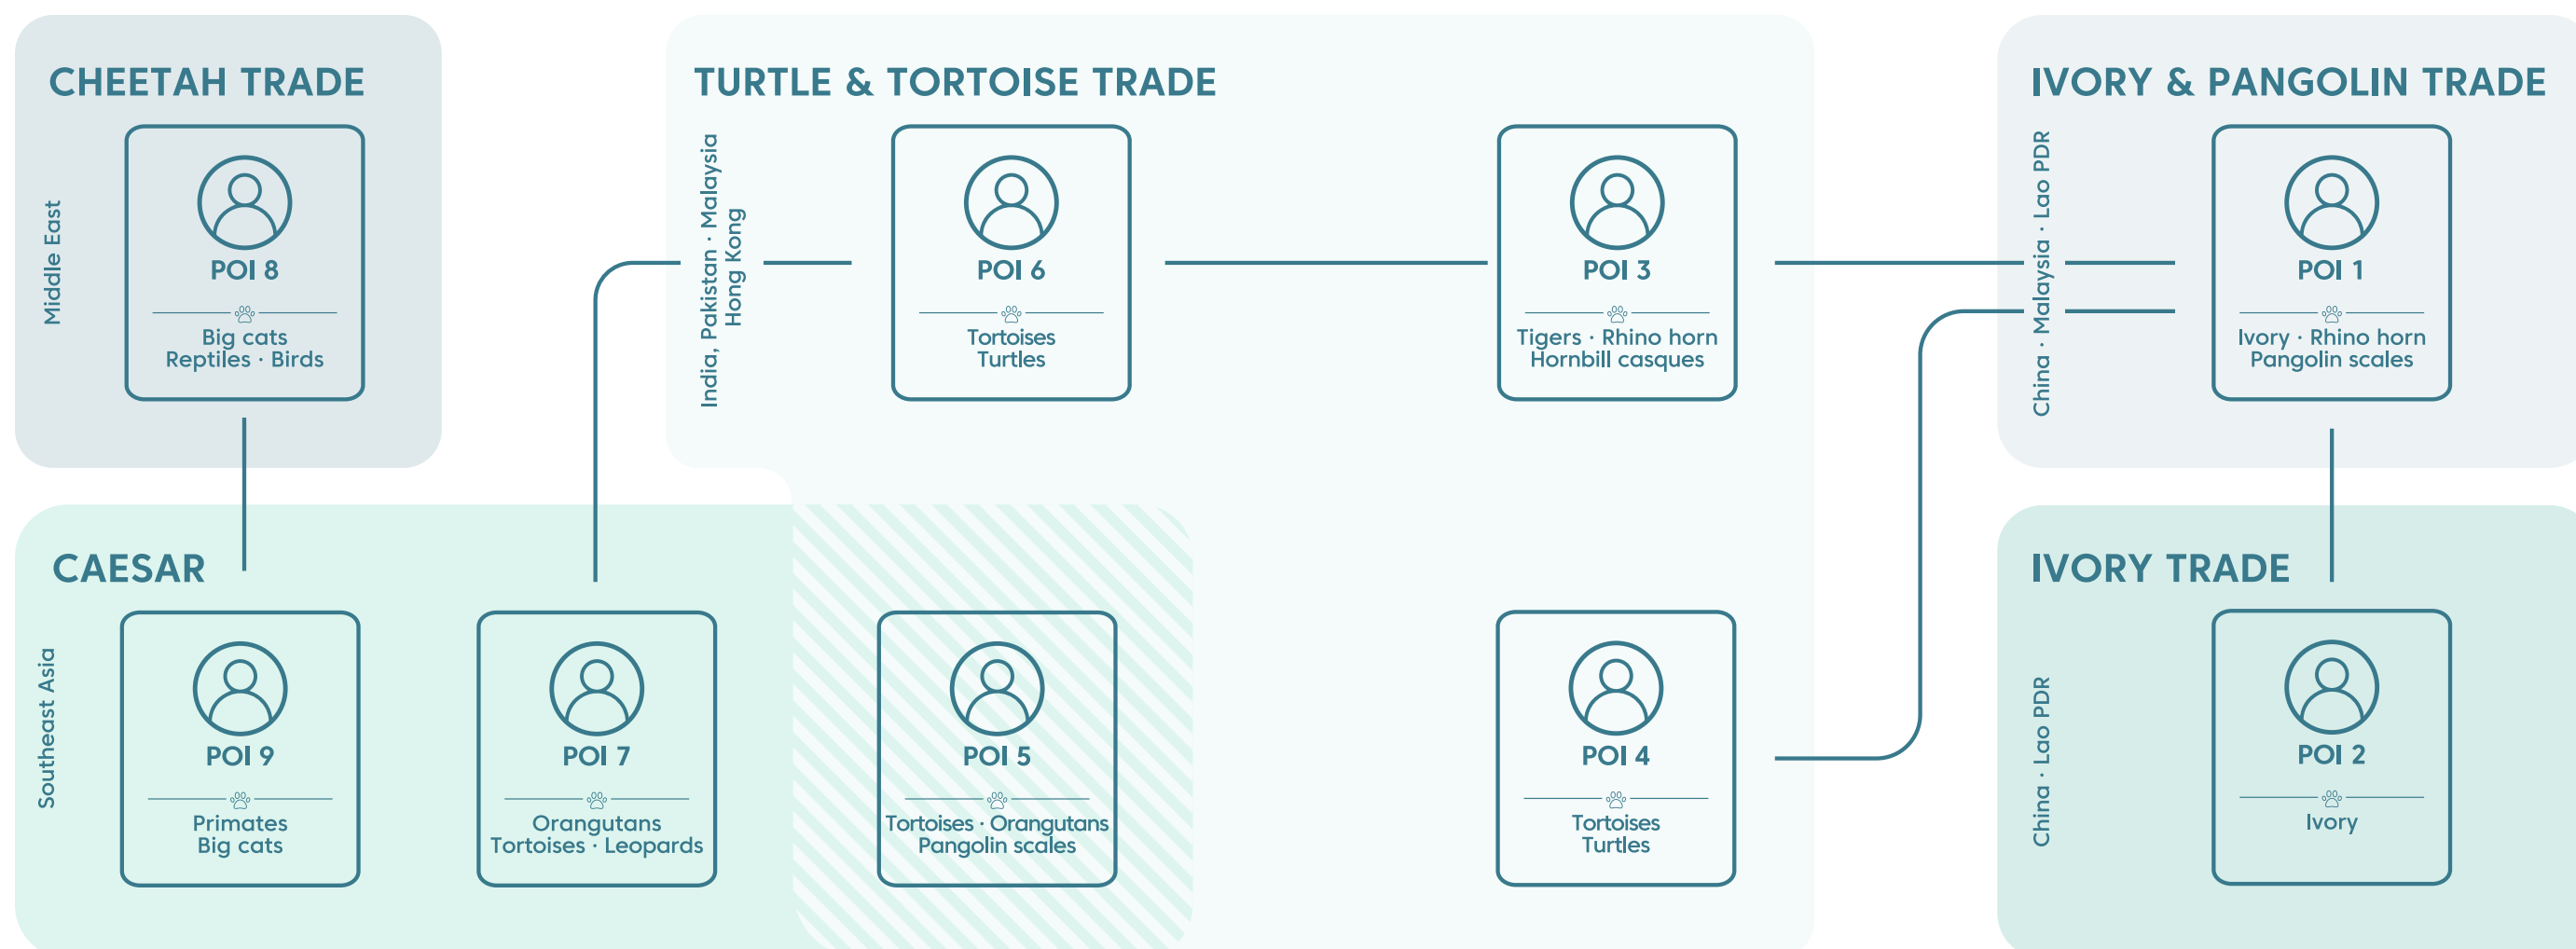 CHEETAH TRADE
Middle East
POI 8
Big cats
Reptiles · Birds
TURTLE & TORTOISE TRADE
India, Pakistan · Malaysia
Hong Kong
POI 6
Tortoises
Turtles
POI 3
Tigers · Rhino horn
Hornbill casques
IVORY & PANGOLIN TRADE
China · Malaysia · Lao PDR
POI 1
Ivory · Rhino horn
Pangolin scales
CAESAR
Southeast Asia
POI 9
Primates
Big cats
POI 7
Orangutans
Tortoises · Leopards
POI 5
Tortoises · Orangutans
Pangolin scales
POI 4
Tortoises
Turtles
IVORY TRADE
China · Lao PDR
POI 2
Ivory